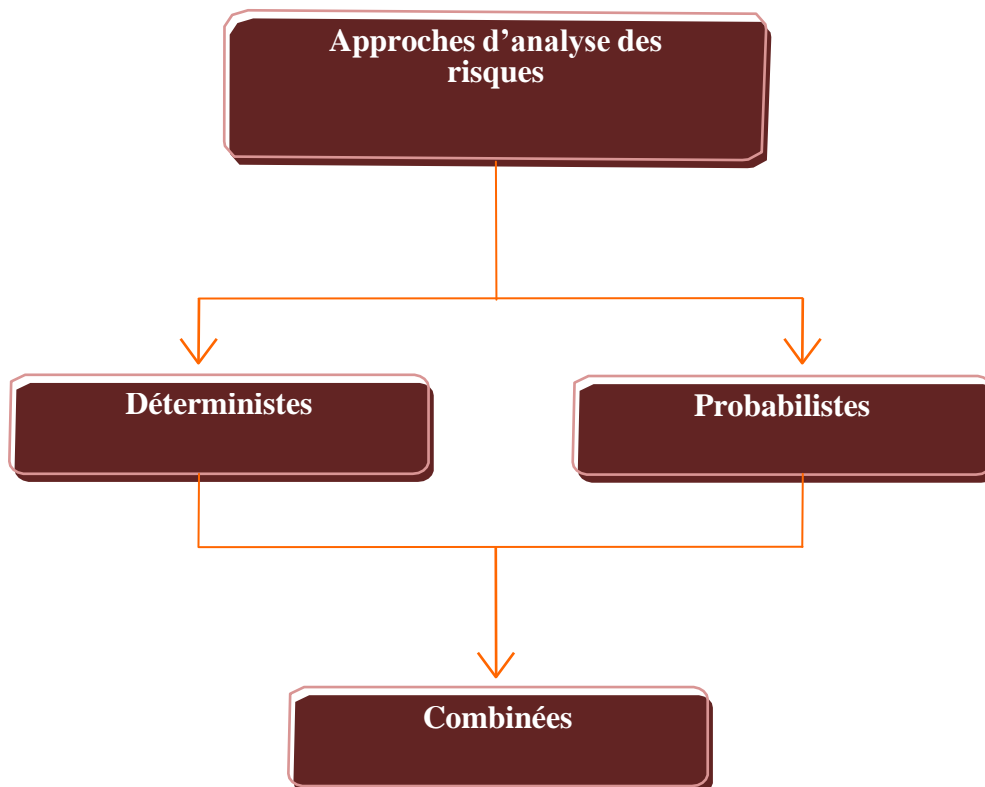 Approches d’analyse des
risques
Déterministes
Probabilistes
Combinées